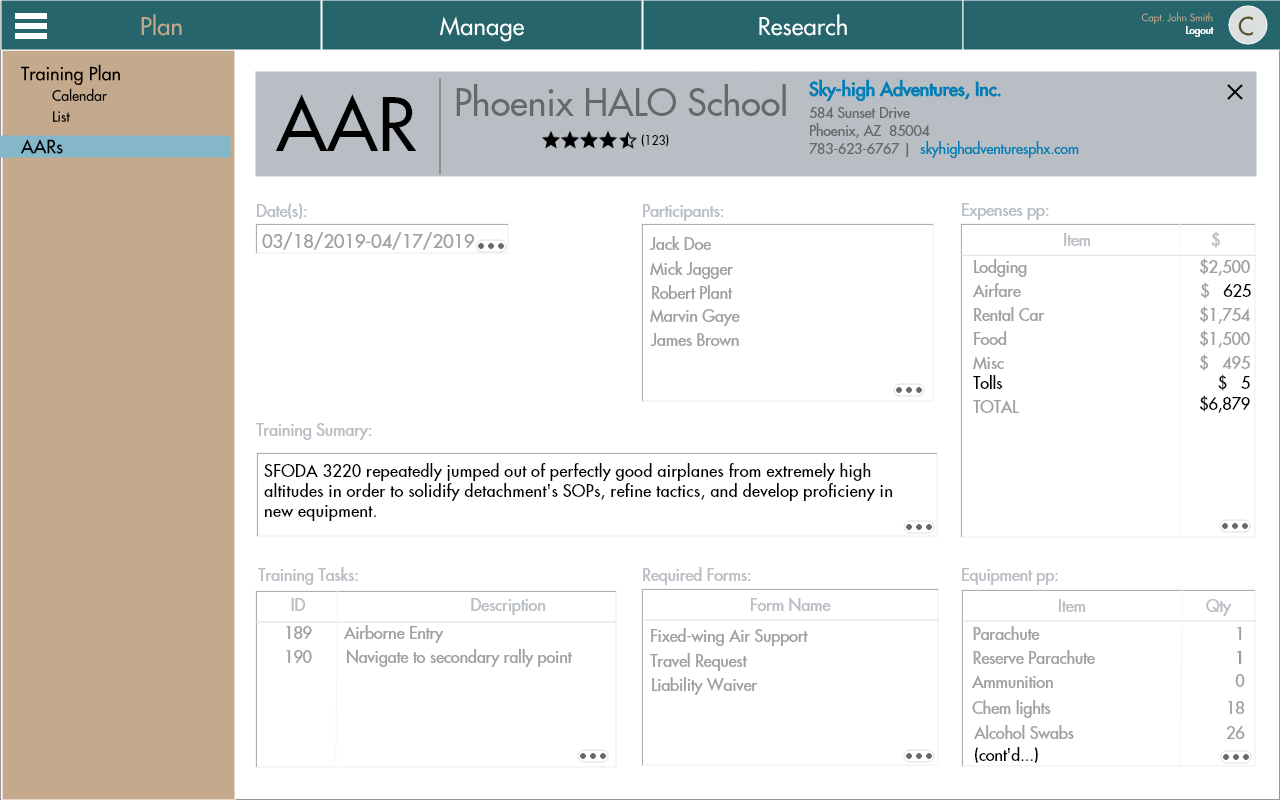 Plan
Manage
Research
Capt. John Smith
Logout
C
Training Plan
Calendar
List
AARs
AAR
Phoenix HALO School
(123)
Sky-high Adventures, Inc.
584 Sunset Drive
Phoenix, AZ 85004
783-623-6767 | skyhighadventuresphx.com
Date(s):
03/18/2019-04/17/2019
Participants:
Jack Doe
Mick Jagger
Robert Plant
Marvin Gaye
James Brown
Expenses pp:
Item $
Lodging $2,500
Airfare $ 625
Rental Car $1,754
Food $1,500
Misc $ 495
Tolls $ 5
TOTAL $6,879
Training Sumary:
SFODA 3220 repeatedly jumped out of perfectly good airplanes from extremely high
altitudes in order to solidify detachment's SOPs, refine tactics, and develop proficieny in
new equipment.
Training Tasks:
ID Description
189 Airborne Entry
190 Navigate to secondary rally point
Required Forms:
Form Name
Fixed-wing Air Support
Travel Request
Liability Waiver
Equipment pp:
Item Qty
Parachute 1
Reserve Parachute 1
Ammunition 0
Chem lights 18
Alcohol Swabs 26
(cont'd...)